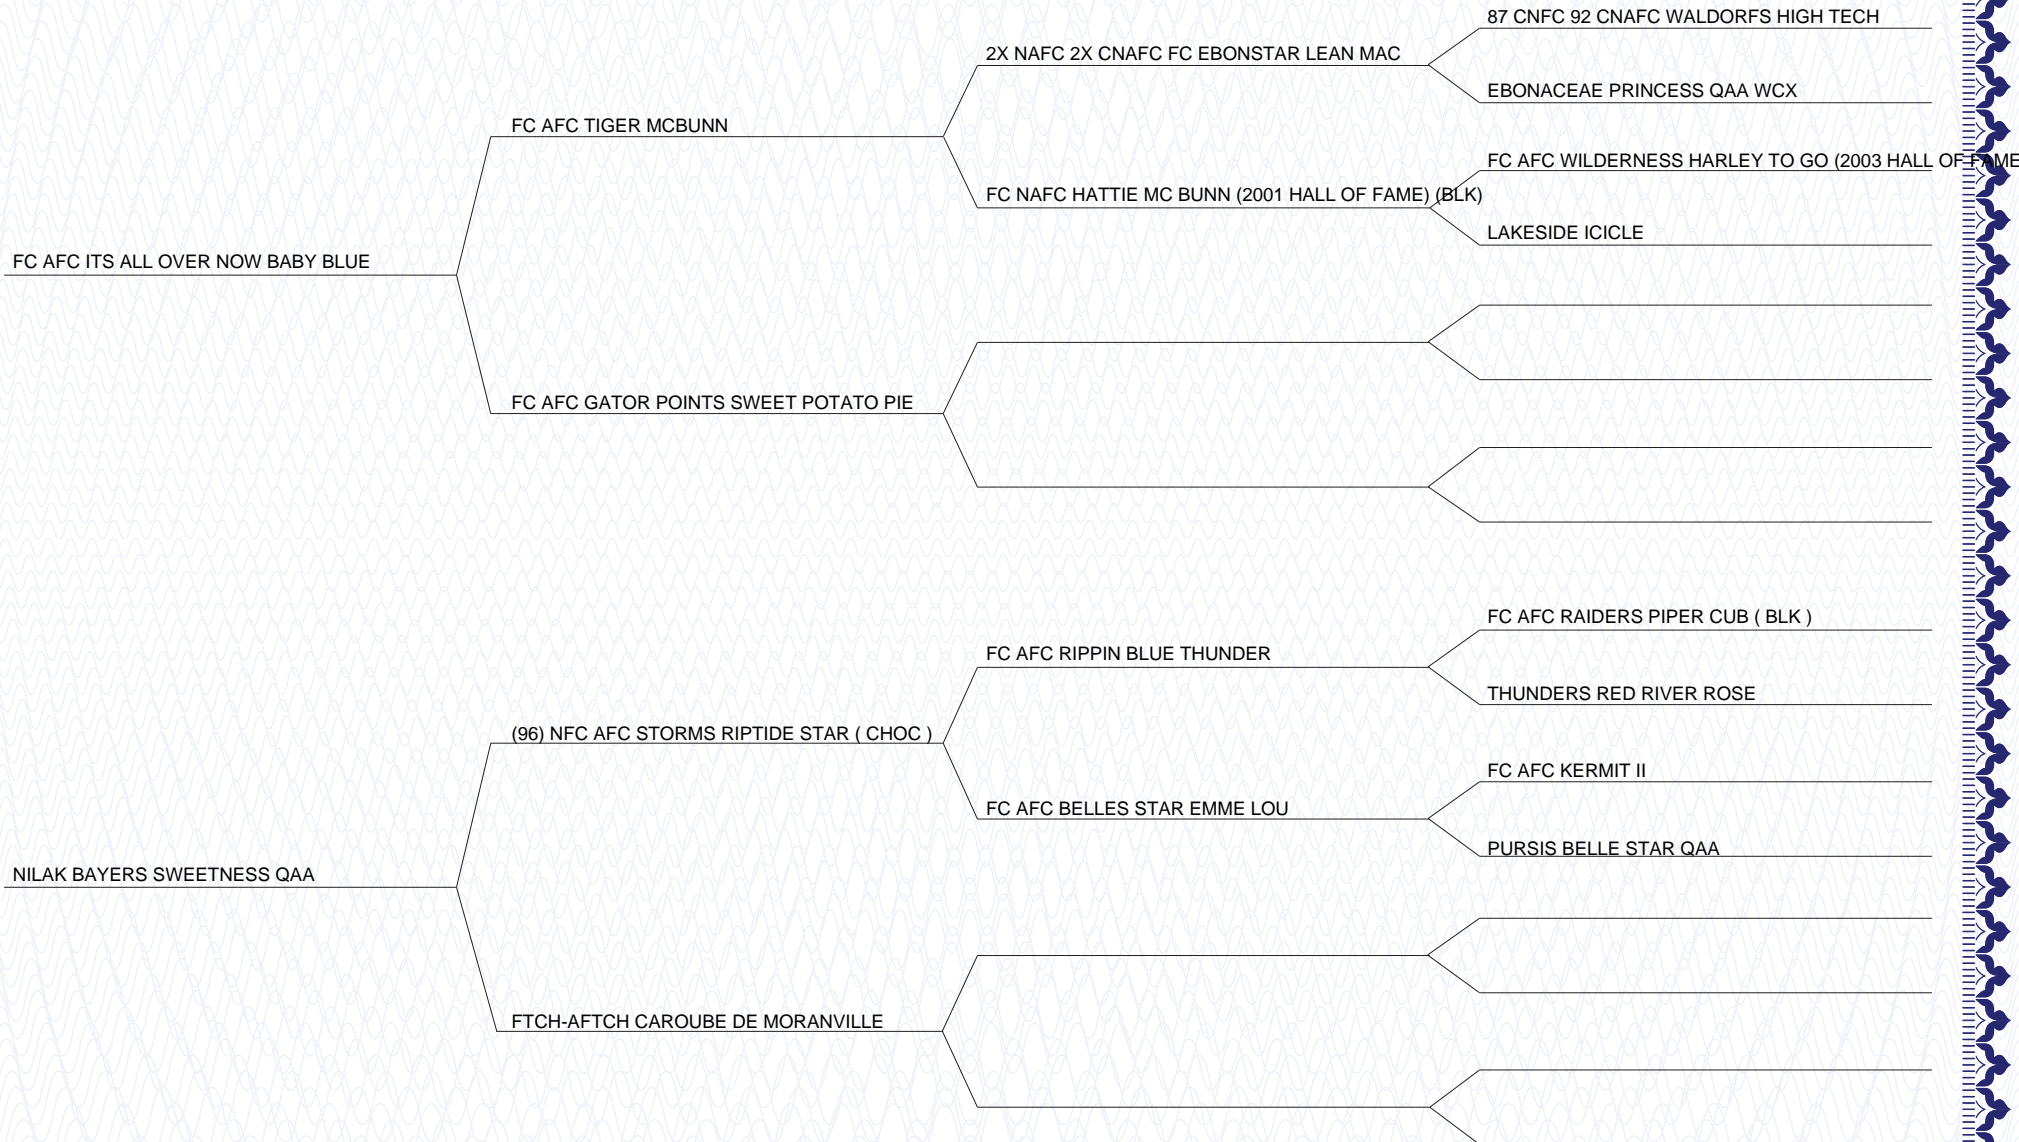 87 CNFC 92 CNAFC WALDORFS HIGH TECH
2X NAFC 2X CNAFC FC EBONSTAR LEAN MAC
EBONACEAE PRINCESS QAA WCX
FC AFC TIGER MCBUNN
FC AFC WILDERNESS HARLEY TO GO (2003 HALL OF FAME
FC NAFC HATTIE MC BUNN (2001 HALL OF FAME) (BLK)
LAKESIDE ICICLE
FC AFC ITS ALL OVER NOW BABY BLUE
FC AFC GATOR POINTS SWEET POTATO PIE
FC AFC RAIDERS PIPER CUB ( BLK )
FC AFC RIPPIN BLUE THUNDER
THUNDERS RED RIVER ROSE
(96) NFC AFC STORMS RIPTIDE STAR ( CHOC )
FC AFC KERMIT II
FC AFC BELLES STAR EMME LOU
PURSIS BELLE STAR QAA
NILAK BAYERS SWEETNESS QAA
FTCH-AFTCH CAROUBE DE MORANVILLE